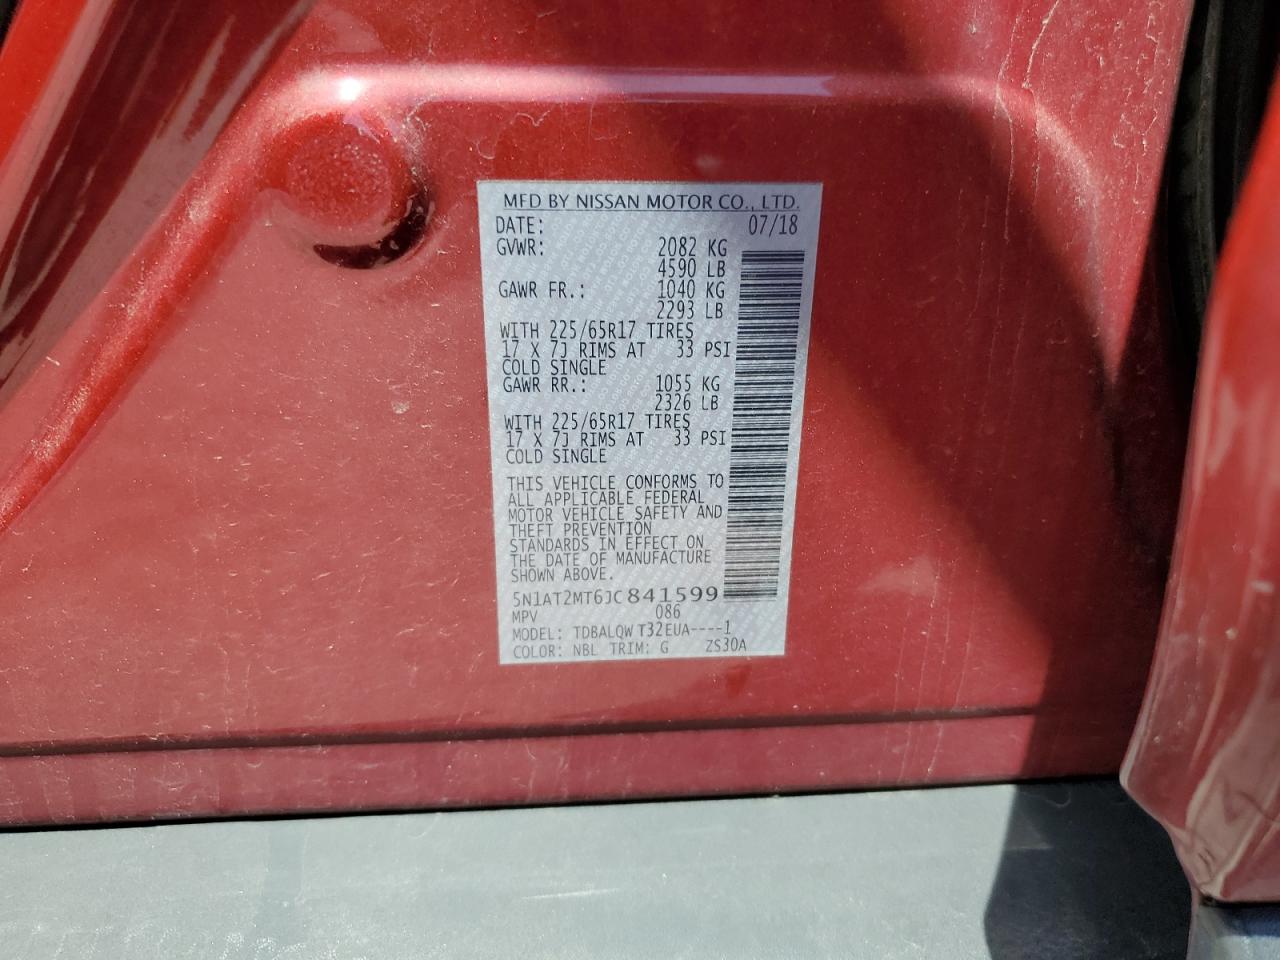 MFD BY NISSAN MOTOR CO., LTD.
DATE: 07/18
GVWR: 2082 KG
4590 LB
GAWR FR.: 1040 KG
2293 LB
WITH 225/65R17 TIRES
17 X 7J RIMS AT 33 PSI
COLD SINGLE
GAWR RR.: 1055 KG
2326 LB
WITH 225/65R17 TIRES
17 X 7J RIMS AT 33 PSI
COLD SINGLE
THIS VEHICLE CONFORMS TO
ALL APPLICABLE FEDERAL
MOTOR VEHICLE SAFETY AND
THEFT PREVENTION
STANDARDS IN EFFECT ON
THE DATE OF MANUFACTURE
SHOWN ABOVE.
5N1AT2MT6JC841599
MPV 086
MODEL: TDBALQW T32EUA----1
COLOR: NBL TRIM: G ZS30A